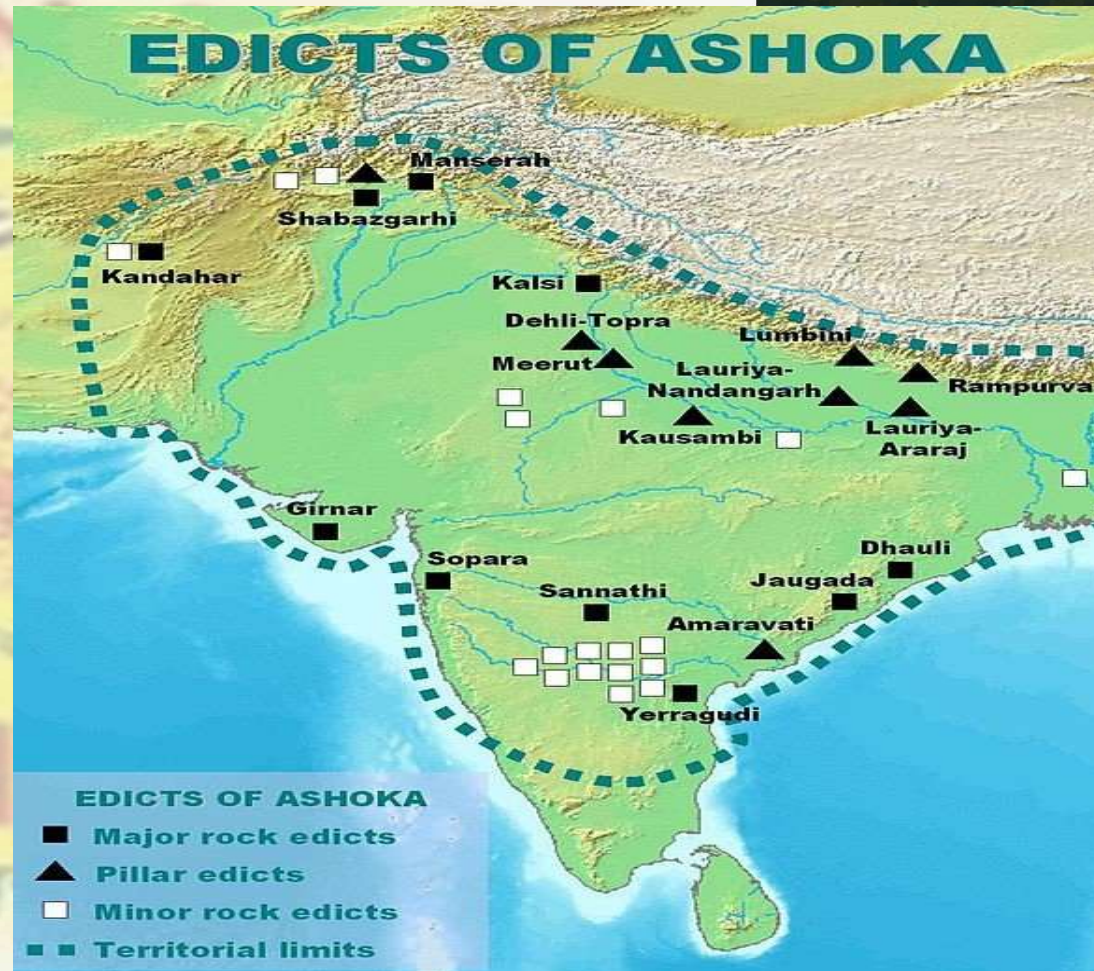 EDICTS OF ASHOKA
Manserah
Shabazgarhi
Kandahar
Kalsi
Dehli-Topra
Meerut
Lumbini
Lauriya-
Nandangarh
Rampurva
Kausambi
Lauriya-
Araraj
Girnar
Sopara
Sannathi
Dhauli
Jaugada
Amaravati
Yerragudi
EDICTS OF ASHOKA
Major rock edicts
Pillar edicts
Minor rock edicts
Territorial limits